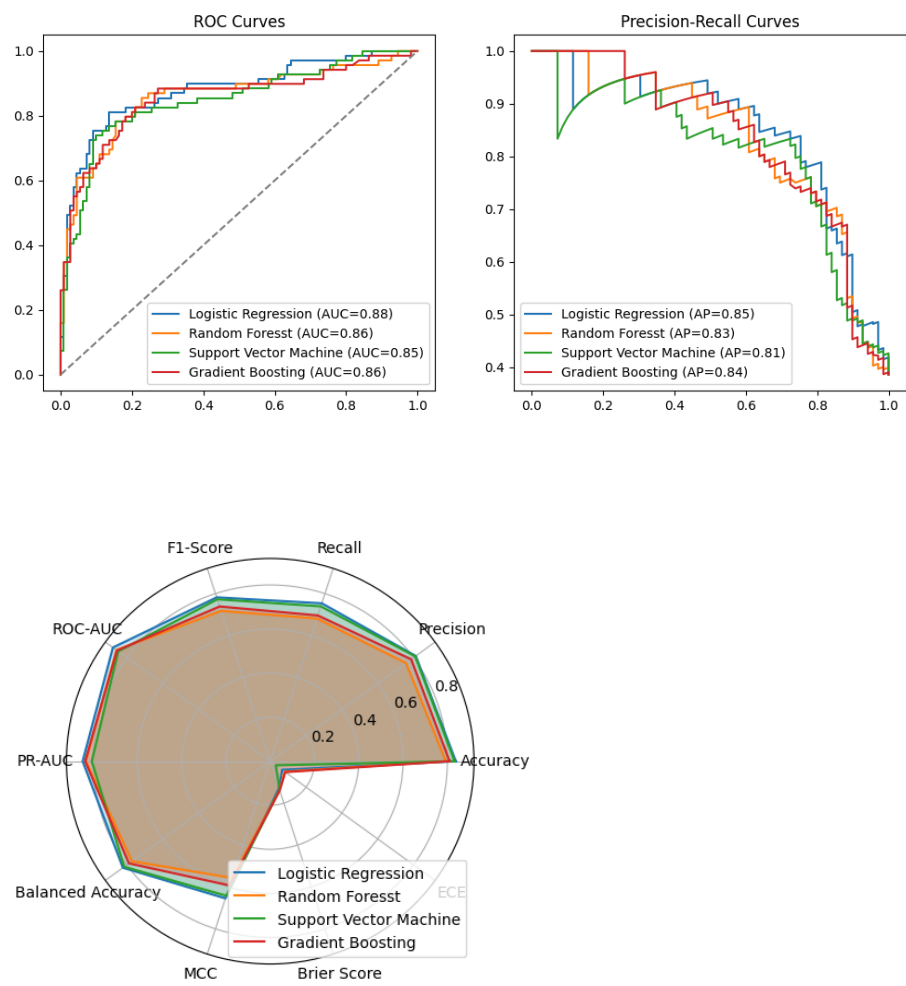 ROC Curves
1.0
0.8
0.6
0.4
0.2
0.0
0.0 0.2 0.4 0.6 0.8 1.0
Logistic Regression (AUC=0.88)
Random Foresst (AUC=0.86)
Support Vector Machine (AUC=0.85)
Gradient Boosting (AUC=0.86)
Precision-Recall Curves
1.0
0.9
0.8
0.7
0.6
0.5
0.4
0.0 0.2 0.4 0.6 0.8 1.0
Logistic Regression (AP=0.85)
Random Foresst (AP=0.83)
Support Vector Machine (AP=0.81)
Gradient Boosting (AP=0.84)
F1-Score
Recall
ROC-AUC
Precision
0.8
0.6
0.4
0.2
PR-AUC
Accuracy
Balanced Accuracy
ECE
MCC
Brier Score
Logistic Regression
Random Foresst
Support Vector Machine
Gradient Boosting